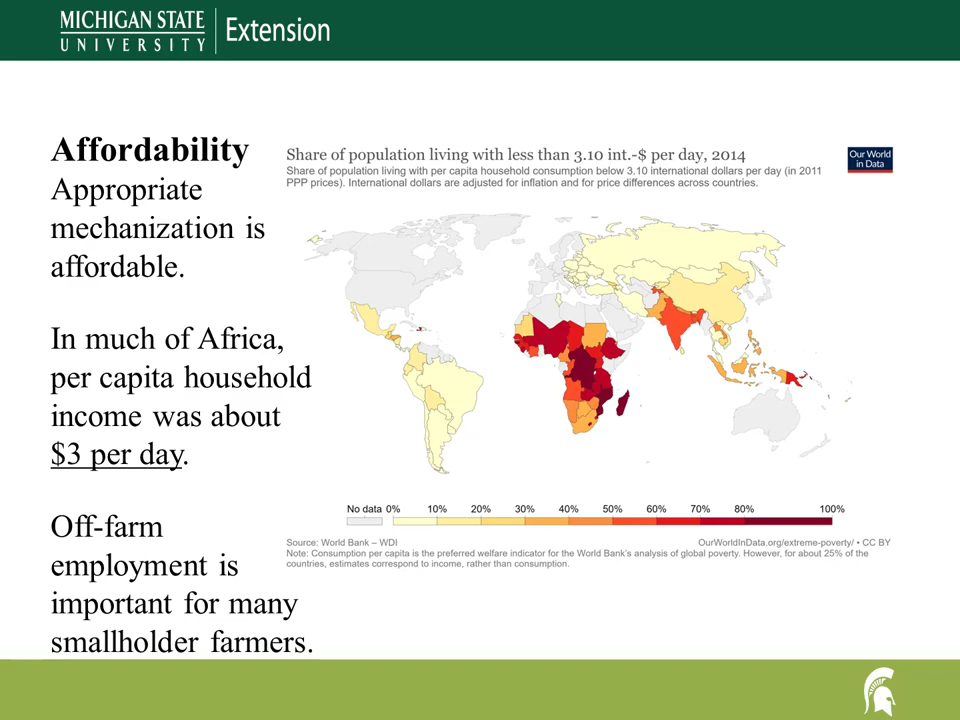 MICHIGAN STATE
UNIVERSITY
Extension
Affordability
Appropriate
mechanization is
affordable.
In much of Africa,
per capita household
income was about
$3 per day.
Off-farm
employment is
important for many
smallholder farmers.
Share of population living with less than 3.10 int.-$ per day, 2014
Share of population living with per capita household consumption below 3.10 international dollars per day (in 2011
PPP prices). International dollars are adjusted for inflation and for price differences across countries.
Our World
in Data
No data 0% 10% 20% 30% 40% 50% 60% 70% 80% 100%
Source: World Bank – WDI
OurWorldInData.org/extreme-poverty/ • CC BY
Note: Consumption per capita is the preferred welfare indicator for the World Bank's analysis of global poverty. However, for about 25% of the
countries, estimates correspond to income, rather than consumption.